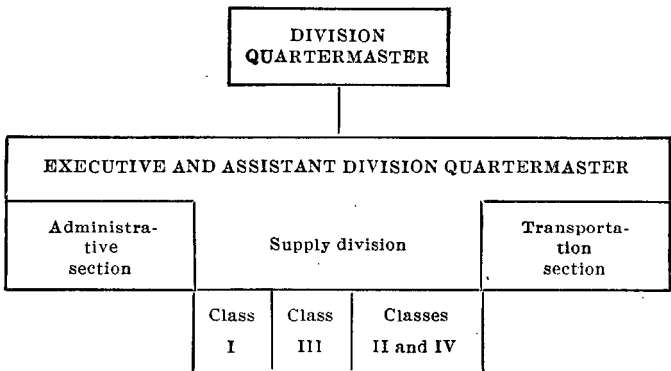 DIVISION
QUARTERMASTER
EXECUTIVE AND ASSISTANT DIVISION QUARTERMASTER
Administra-
tive
section
Supply division
Transporta-
tion
section
Class
I
Class
III
Classes
II and IV